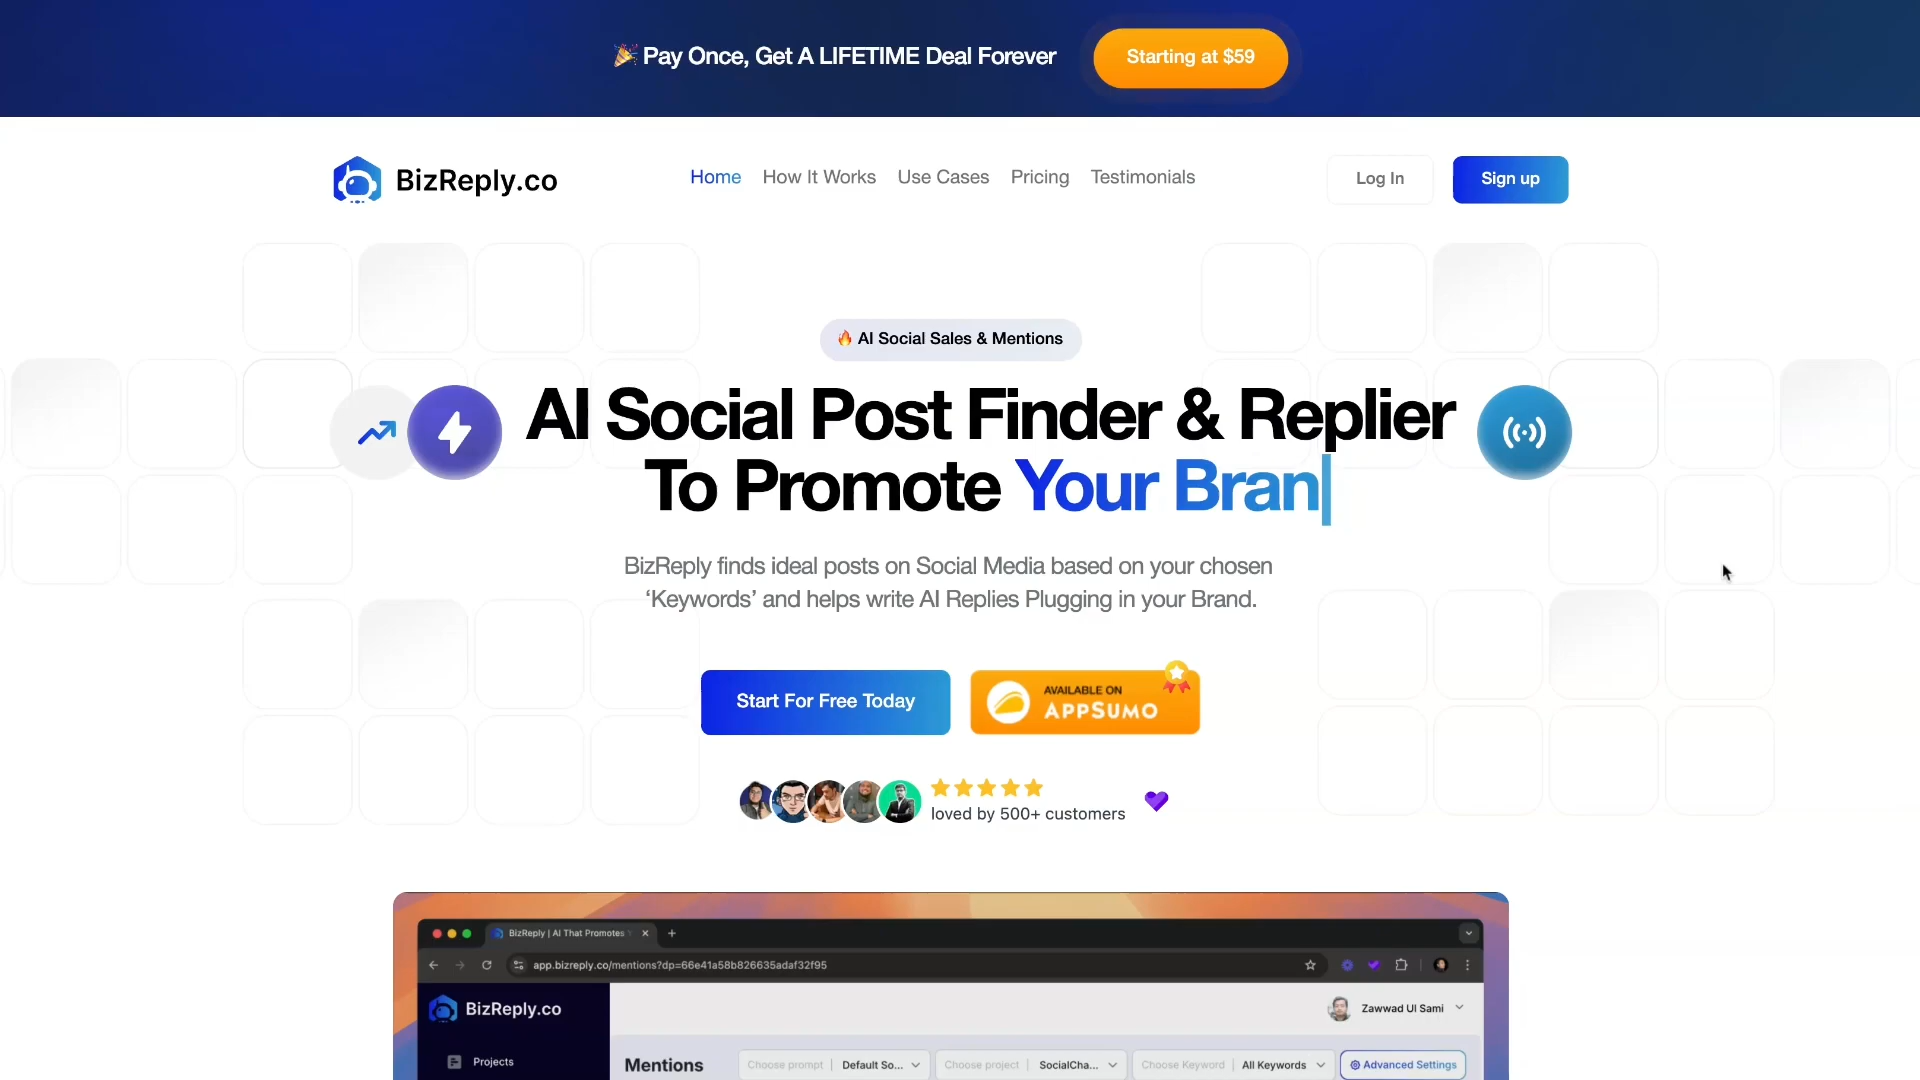 🎉 Pay Once, Get A LIFETIME Deal Forever
Starting at $59
BizReply.co
Home
How It Works
Use Cases
Pricing
Testimonials
Log In
Sign up
🔥 AI Social Sales & Mentions
AI Social Post Finder & Replier
To Promote Your Bran|
BizReply finds ideal posts on Social Media based on your chosen
‘Keywords’ and helps write AI Replies Plugging in your Brand.
Start For Free Today
AVAILABLE ON
APPSUMO
loved by 500+ customers
BizReply | AI That Promotes
app.bizreply.co/mentions?dp=66e41a58b826635adaf32f95
BizReply.co
Zawwad Ul Sami
Projects
Mentions
Choose prompt | Default So...
Choose project | SocialCha...
Choose Keyword | All Keywords
Advanced Settings